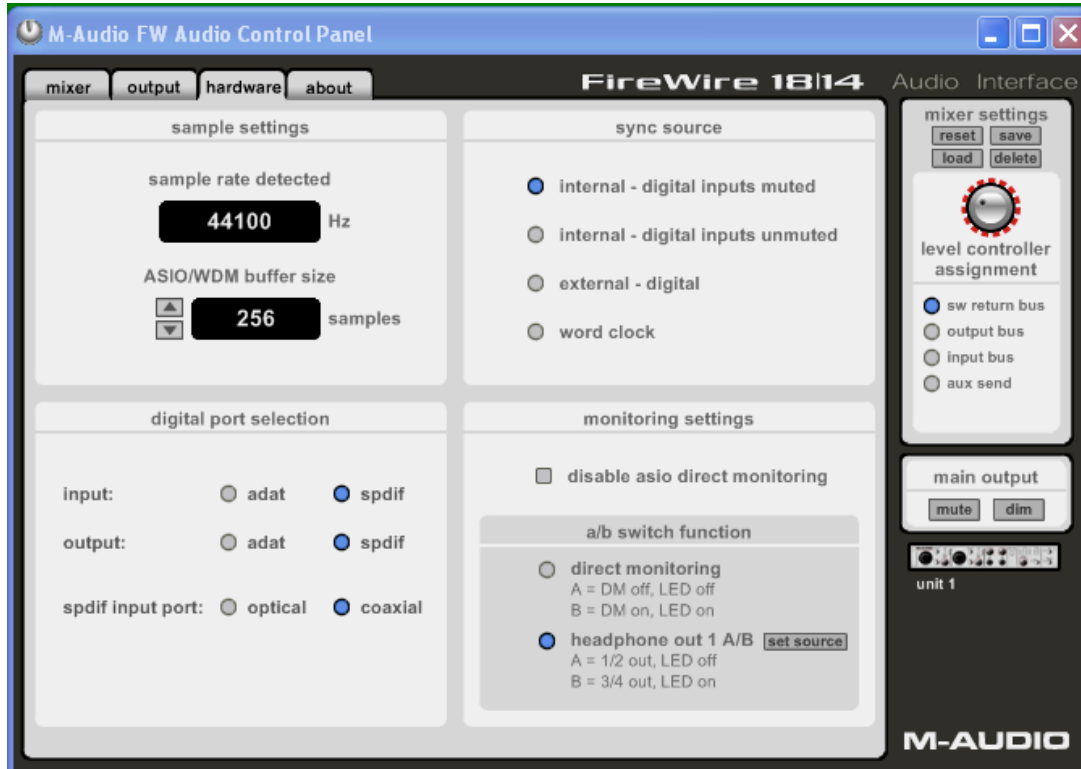 M-Audio FW Audio Control Panel
mixer output hardware about
FireWire 18|14 Audio Interface
sample settings
sample rate detected
44100 Hz
ASIO/WDM buffer size
256 samples
sync source
internal - digital inputs muted
internal - digital inputs unmuted
external - digital
word clock
digital port selection
input: adat spdif
output: adat spdif
spdif input port: optical coaxial
monitoring settings
disable asio direct monitoring
a/b switch function
direct monitoring
A = DM off, LED off
B = DM on, LED on
headphone out 1 A/B set source
A = 1/2 out, LED off
B = 3/4 out, LED on
mixer settings
reset save
load delete
level controller
assignment
sw return bus
output bus
input bus
aux send
main output
mute dim
unit 1
M-AUDIO